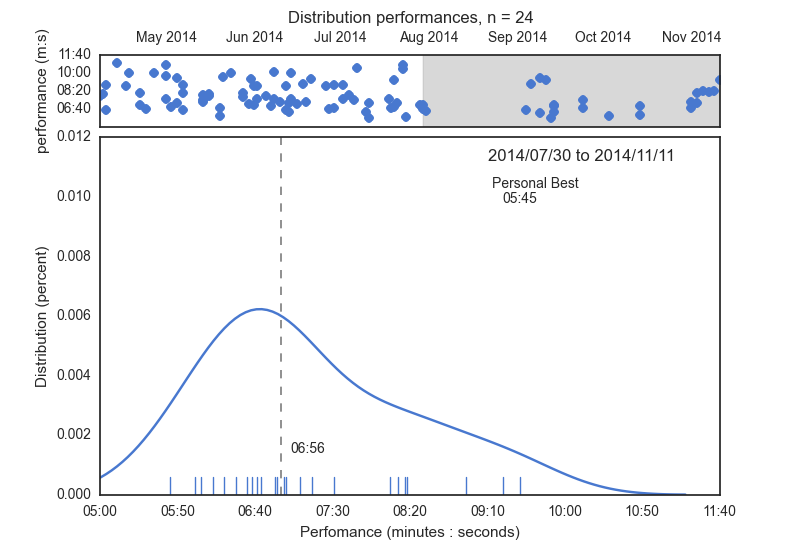 Distribution performances, n = 24
May 2014 Jun 2014 Jul 2014 Aug 2014 Sep 2014 Oct 2014 Nov 2014
performance (m:s)
11:40
10:00
08:20
06:40
0.012
0.010
0.008
0.006
0.004
0.002
0.000
Distribution (percent)
2014/07/30 to 2014/11/11
Personal Best
05:45
06:56
05:00 05:50 06:40 07:30 08:20 09:10 10:00 10:50 11:40
Perfomance (minutes : seconds)